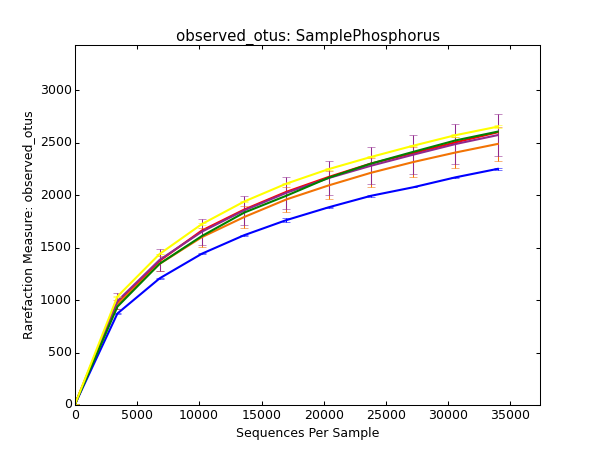 observed_otus: SamplePhosphorus
Rarefaction Measure: observed_otus
3000
2500
2000
1500
1000
500
0
0 5000 10000 15000 20000 25000 30000 35000
Sequences Per Sample